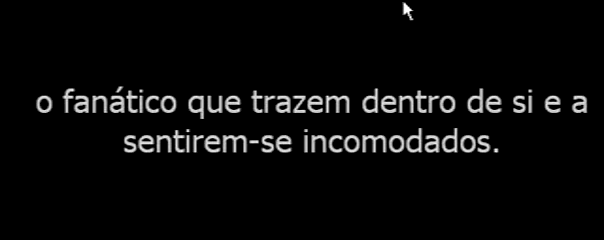 o fanático que trazem dentro de si e a
sentirem-se incomodados.